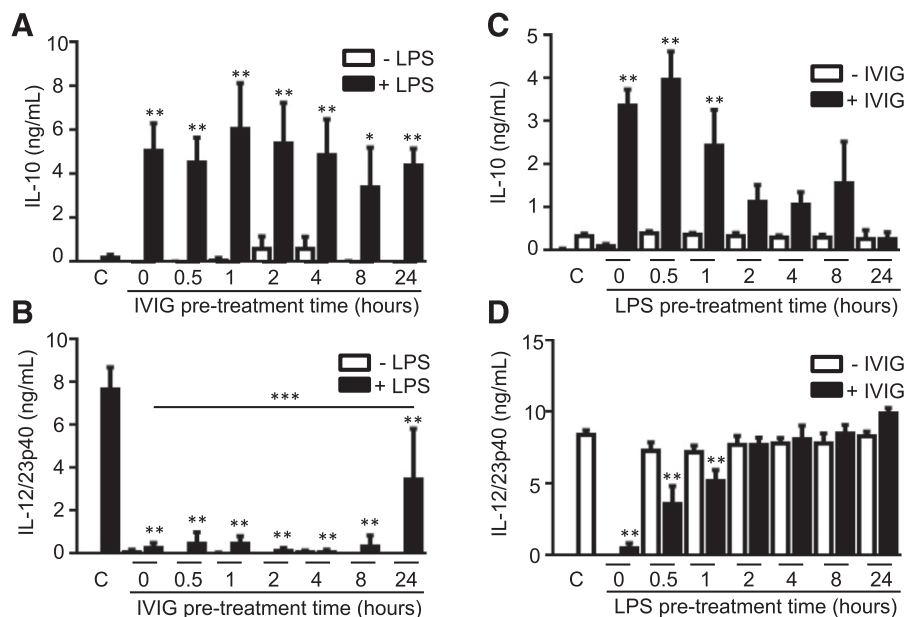 A
IL-10 (ng/mL)
10
8
6
4
2
0
- LPS
+ LPS
** ** ** ** ** * **
C 0 0.5 1 2 4 8 24
IVIG pre-treatment time (hours)
B
IL-12/23p40 (ng/mL)
10
8
6
4
2
0
- LPS
+ LPS
***
** ** ** ** ** ** **
C 0 0.5 1 2 4 8 24
IVIG pre-treatment time (hours)
C
IL-10 (ng/mL)
5
4
3
2
1
0
- IVIG
+ IVIG
** ** **
C 0 0.5 1 2 4 8 24
LPS pre-treatment time (hours)
D
IL-12/23p40 (ng/mL)
15
10
5
0
- IVIG
+ IVIG
** ** **
C 0 0.5 1 2 4 8 24
LPS pre-treatment time (hours)